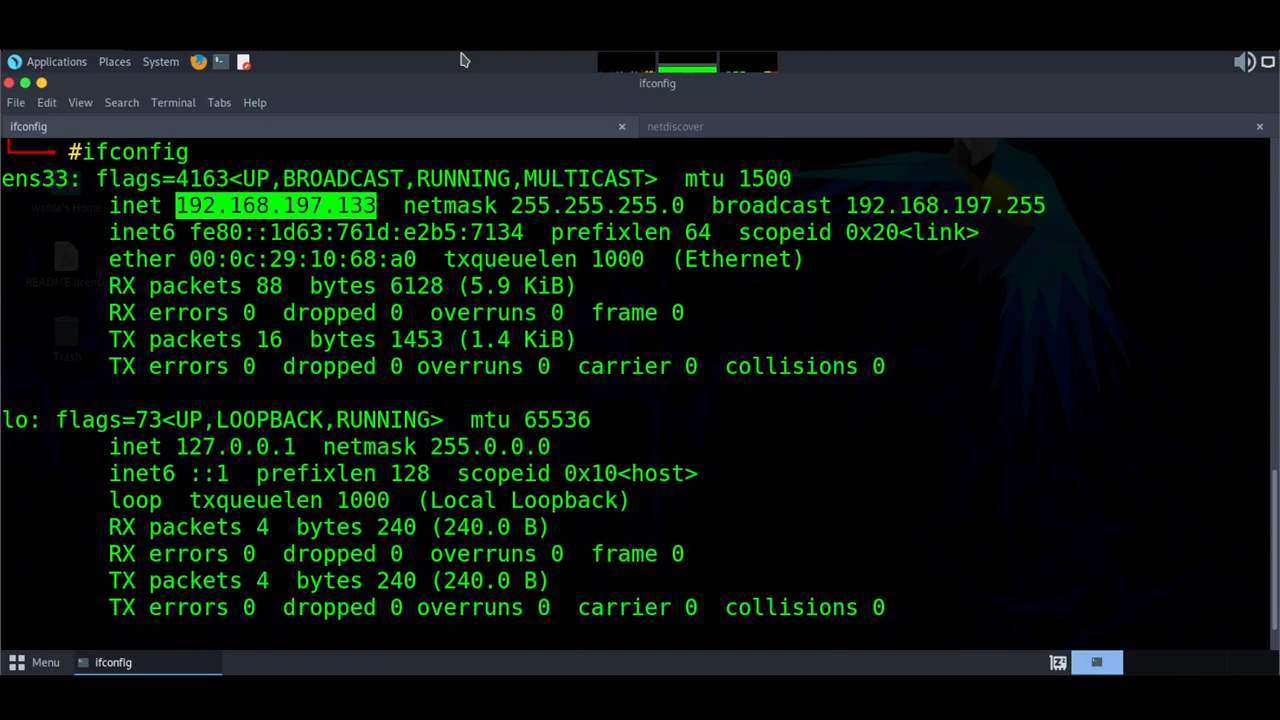 Applications Places System
ifconfig
File Edit View Search Terminal Tabs Help
ifconfig × netdiscover ×
#ifconfig
ens33: flags=4163<UP,BROADCAST,RUNNING,MULTICAST> mtu 1500
inet 192.168.197.133 netmask 255.255.255.0 broadcast 192.168.197.255
inet6 fe80::1d63:761d:e2b5:7134 prefixlen 64 scopeid 0x20<link>
wafda's Home
ether 00:0c:29:10:68:a0 txqueuelen 1000 (Ethernet)
RX packets 88 bytes 6128 (5.9 KiB)
README.license
RX errors 0 dropped 0 overruns 0 frame 0
TX packets 16 bytes 1453 (1.4 KiB)
Trash
TX errors 0 dropped 0 overruns 0 carrier 0 collisions 0
lo: flags=73<UP,LOOPBACK,RUNNING> mtu 65536
inet 127.0.0.1 netmask 255.0.0.0
inet6 ::1 prefixlen 128 scopeid 0x10<host>
loop txqueuelen 1000 (Local Loopback)
RX packets 4 bytes 240 (240.0 B)
RX errors 0 dropped 0 overruns 0 frame 0
TX packets 4 bytes 240 (240.0 B)
TX errors 0 dropped 0 overruns 0 carrier 0 collisions 0
Menu ifconfig